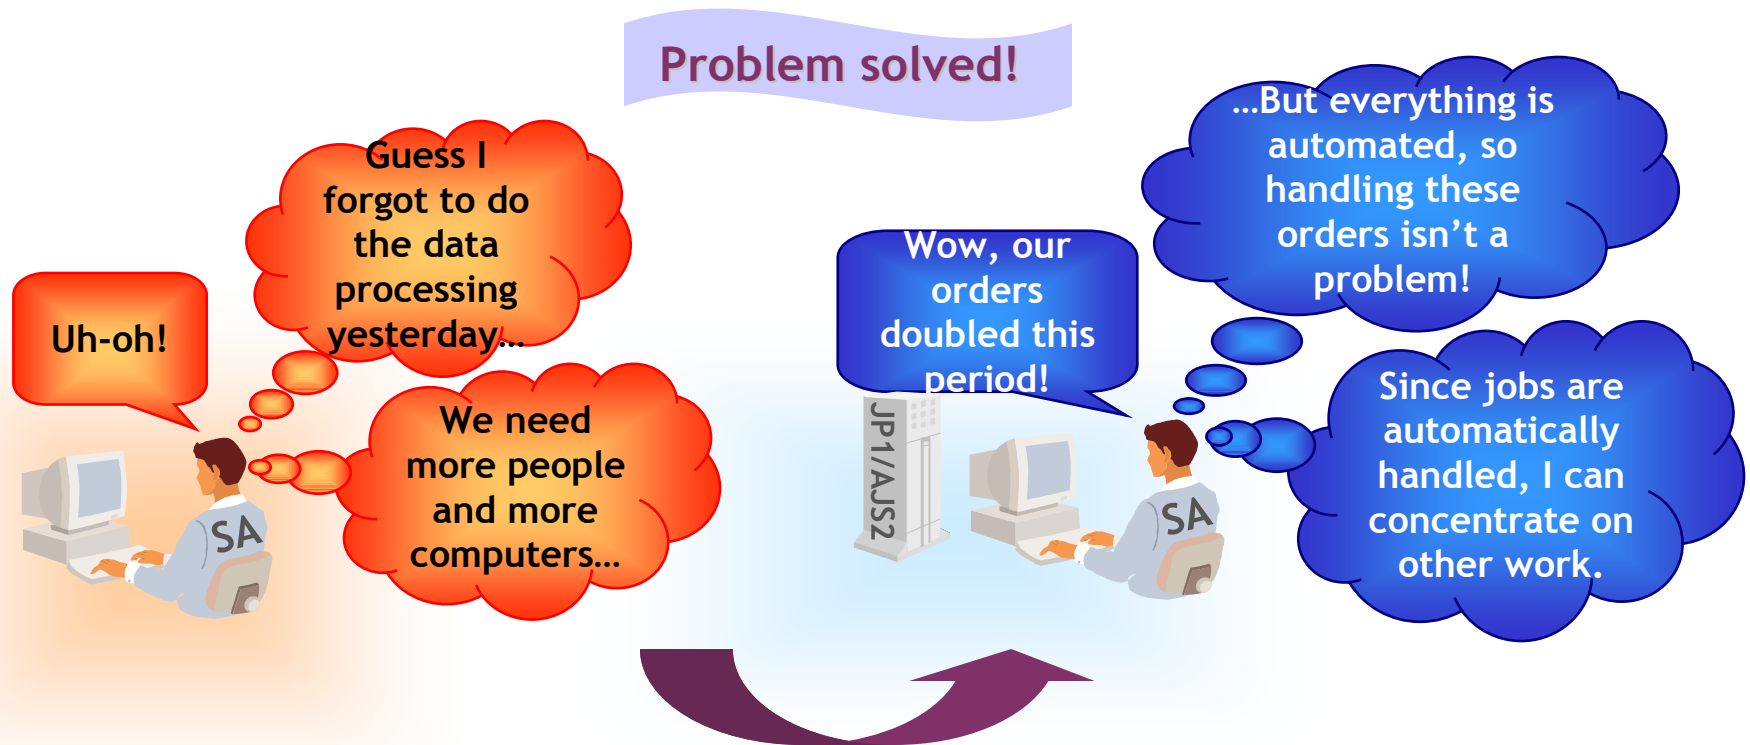 Problem solved!
Guess I
forgot to do
the data
processing
yesterday…
Uh-oh!
We need
more people
and more
computers…
SA
Wow, our
orders
doubled this
period!
…But everything is
automated, so
handling these
orders isn’t a
problem!
Since jobs are
automatically
handled, I can
concentrate on
other work.
JP1/AJS2
SA